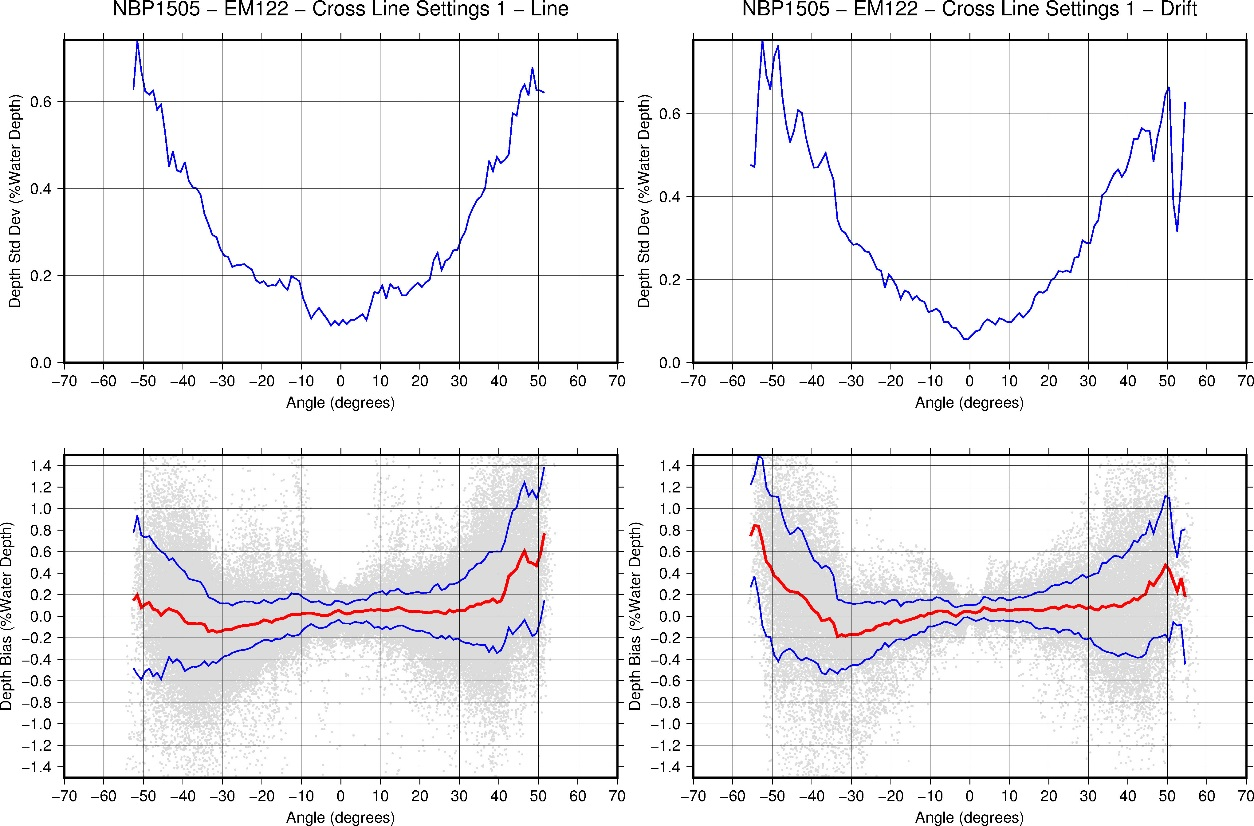 NBP1505 − EM122 − Cross Line Settings 1 − Line
Depth Std Dev (%Water Depth)
0.6
0.4
0.2
0.0
−70 −60 −50 −40 −30 −20 −10 0 10 20 30 40 50 60 70
Angle (degrees)
NBP1505 − EM122 − Cross Line Settings 1 − Drift
Depth Std Dev (%Water Depth)
0.6
0.4
0.2
0.0
−70 −60 −50 −40 −30 −20 −10 0 10 20 30 40 50 60 70
Angle (degrees)
Depth Bias (%Water Depth)
1.4
1.2
1.0
0.8
0.6
0.4
0.2
0.0
−0.2
−0.4
−0.6
−0.8
−1.0
−1.2
−1.4
−70 −60 −50 −40 −30 −20 −10 0 10 20 30 40 50 60 70
Angle (degrees)
Depth Bias (%Water Depth)
1.4
1.2
1.0
0.8
0.6
0.4
0.2
0.0
−0.2
−0.4
−0.6
−0.8
−1.0
−1.2
−1.4
−70 −60 −50 −40 −30 −20 −10 0 10 20 30 40 50 60 70
Angle (degrees)